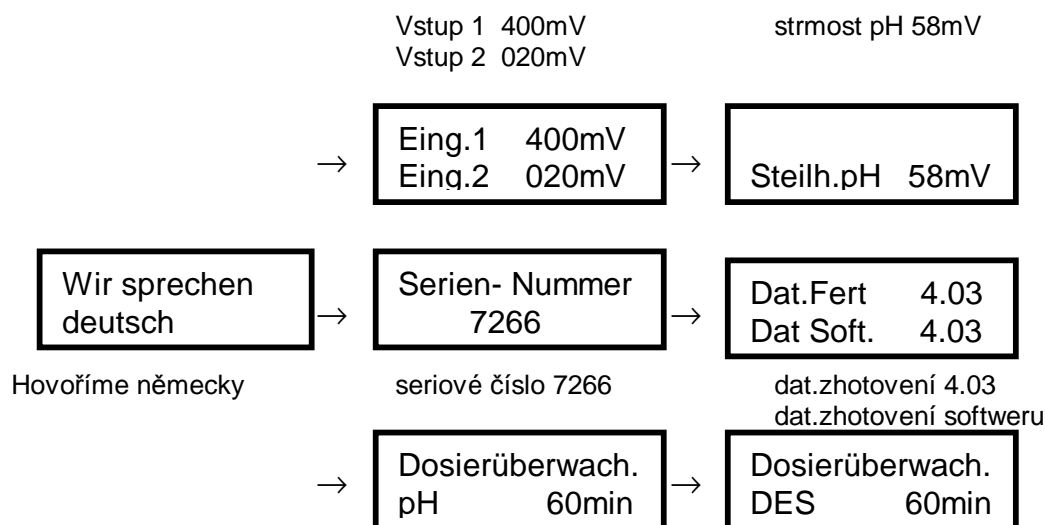 Vstup 1 400mV
Vstup 2 020mV
strmost pH 58mV
→
Eing.1 400mV
Eing.2 020mV
→
Steilh.pH 58mV
Wir sprechen
deutsch
→
Serien- Nummer
7266
→
Dat.Fert 4.03
Dat Soft. 4.03
Hovoříme německy
seriové číslo 7266
dat.zhotovení 4.03
dat.zhotovení softweru
→
Dosierüberwach.
pH 60min
→
Dosierüberwach.
DES 60min